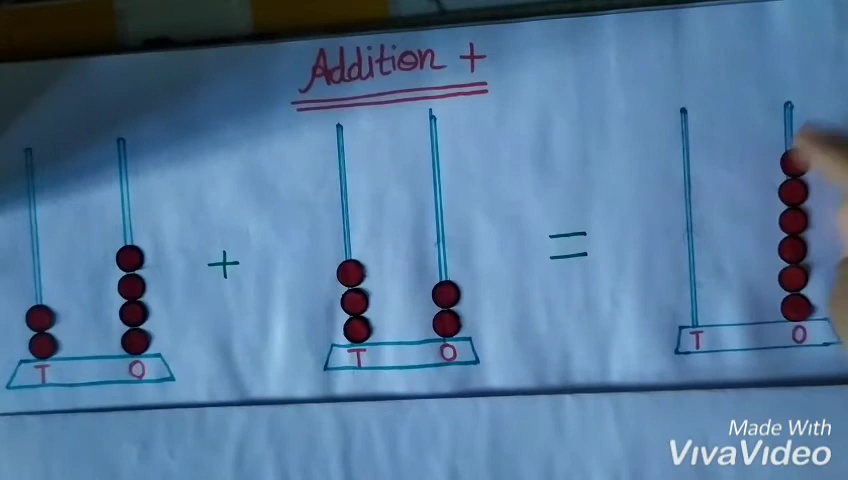 Addition +
+
=
T O
T O
T O
Made With
VivaVideo